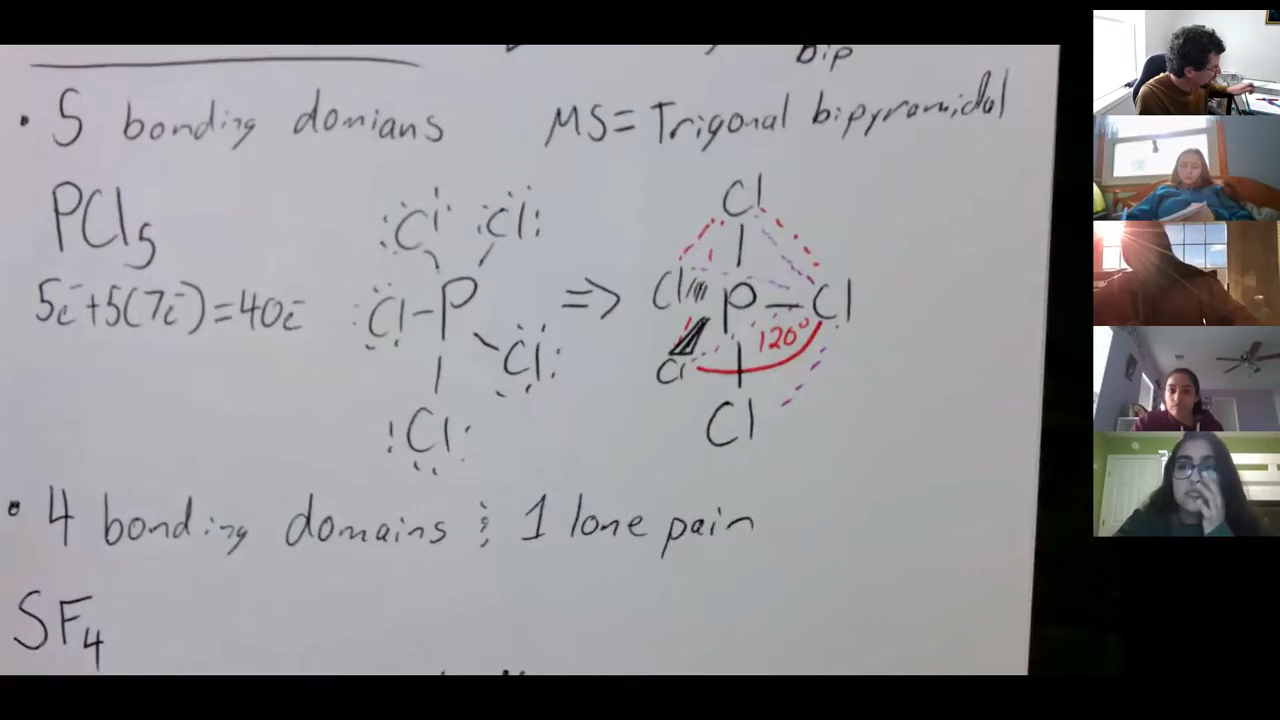 bip
• 5 bonding domians MS = Trigonal bipyramidal
PCl5
5e⁻+5(7e⁻)=40e⁻
:Cl: :Cl:
:Cl-P
Cl:
:Cl:
=>
Cl
Cl P - Cl
120°
Cl
Cl
• 4 bonding domains & 1 lone pair
SF4